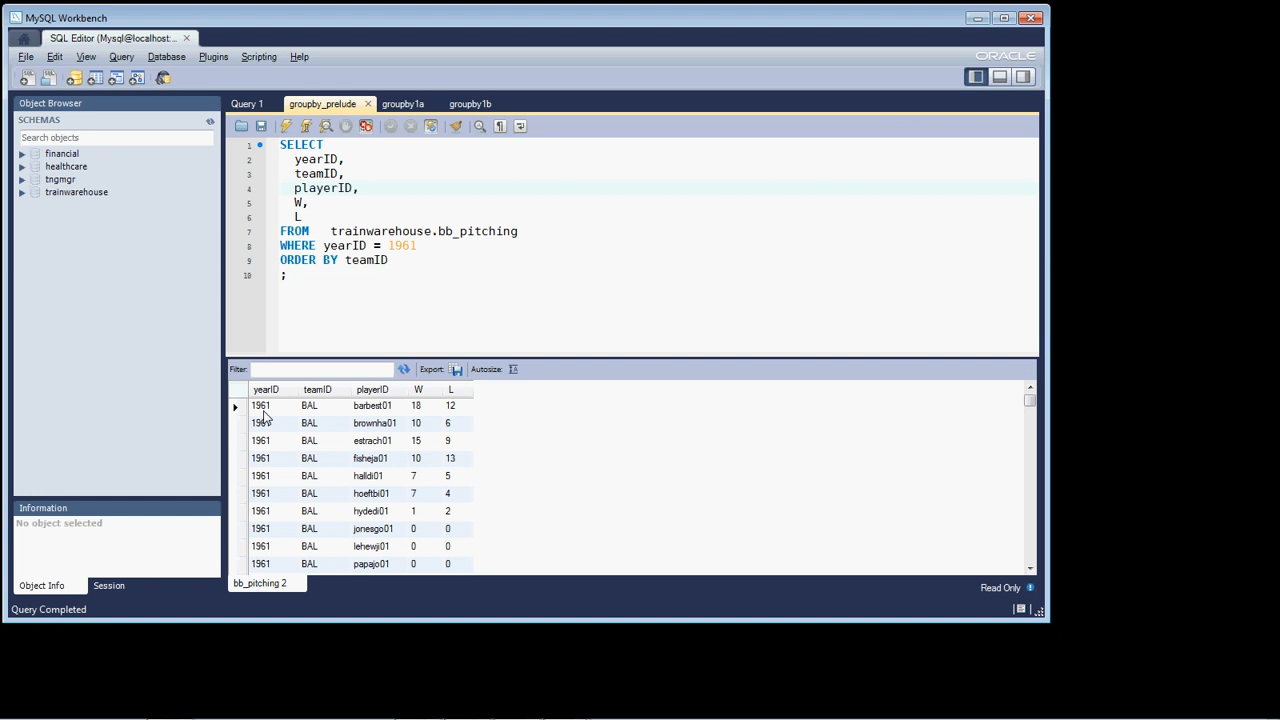 MySQL Workbench
SQL Editor (Mysql@localhost:... ×
File Edit View Query Database Plugins Scripting Help
ORACLE
Object Browser
SCHEMAS
Search objects
financial
healthcare
tngmgr
trainwarehouse
Information
No object selected
Object Info Session
Query Completed
Query 1 groupby_prelude × groupby1a groupby1b
1 SELECT
2 yearID,
3 teamID,
4 playerID,
5 W,
6 L
7 FROM trainwarehouse.bb_pitching
8 WHERE yearID = 1961
9 ORDER BY teamID
10 ;
Filter: Export: Autosize:
yearID teamID playerID W L
1961 BAL barbest01 18 12
1961 BAL brownha01 10 6
1961 BAL estrach01 15 9
1961 BAL fisheja01 10 13
1961 BAL halldi01 7 5
1961 BAL hoeftbi01 7 4
1961 BAL hydedi01 1 2
1961 BAL jonesgo01 0 0
1961 BAL lehewji01 0 0
1961 BAL papajo01 0 0
bb_pitching 2
Read Only